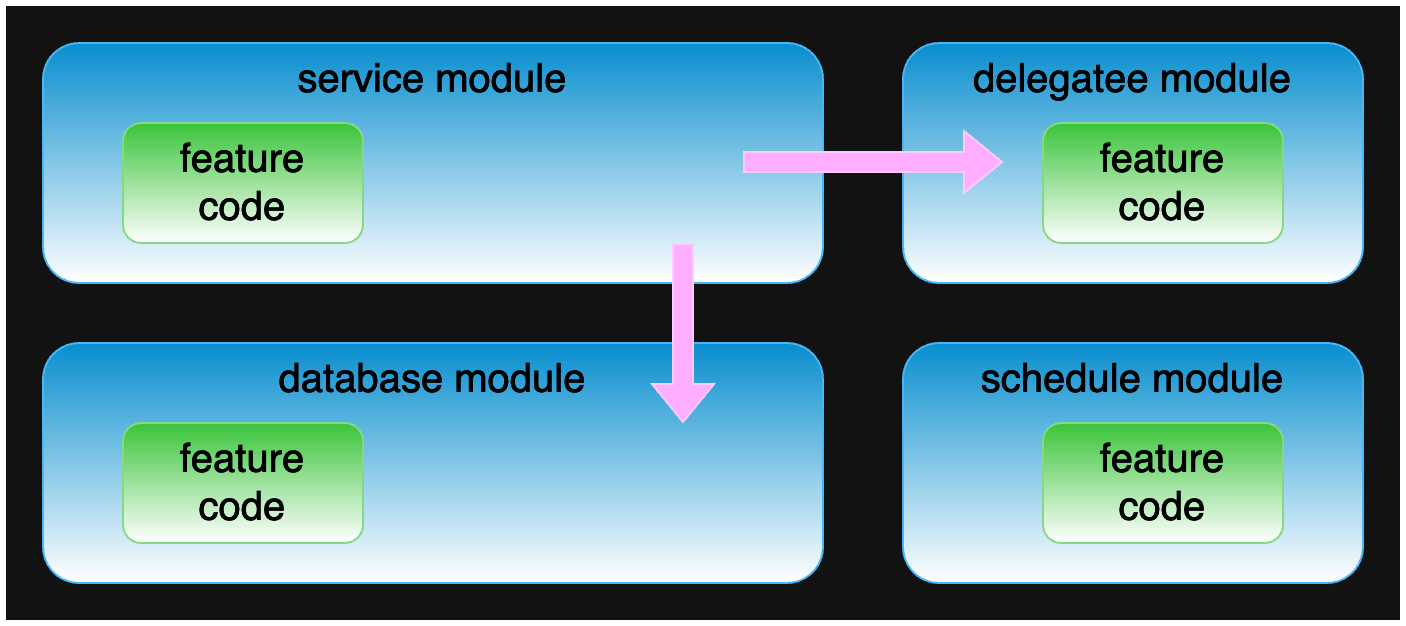 service module
feature
code
delegatee module
feature
code
database module
feature
code
schedule module
feature
code